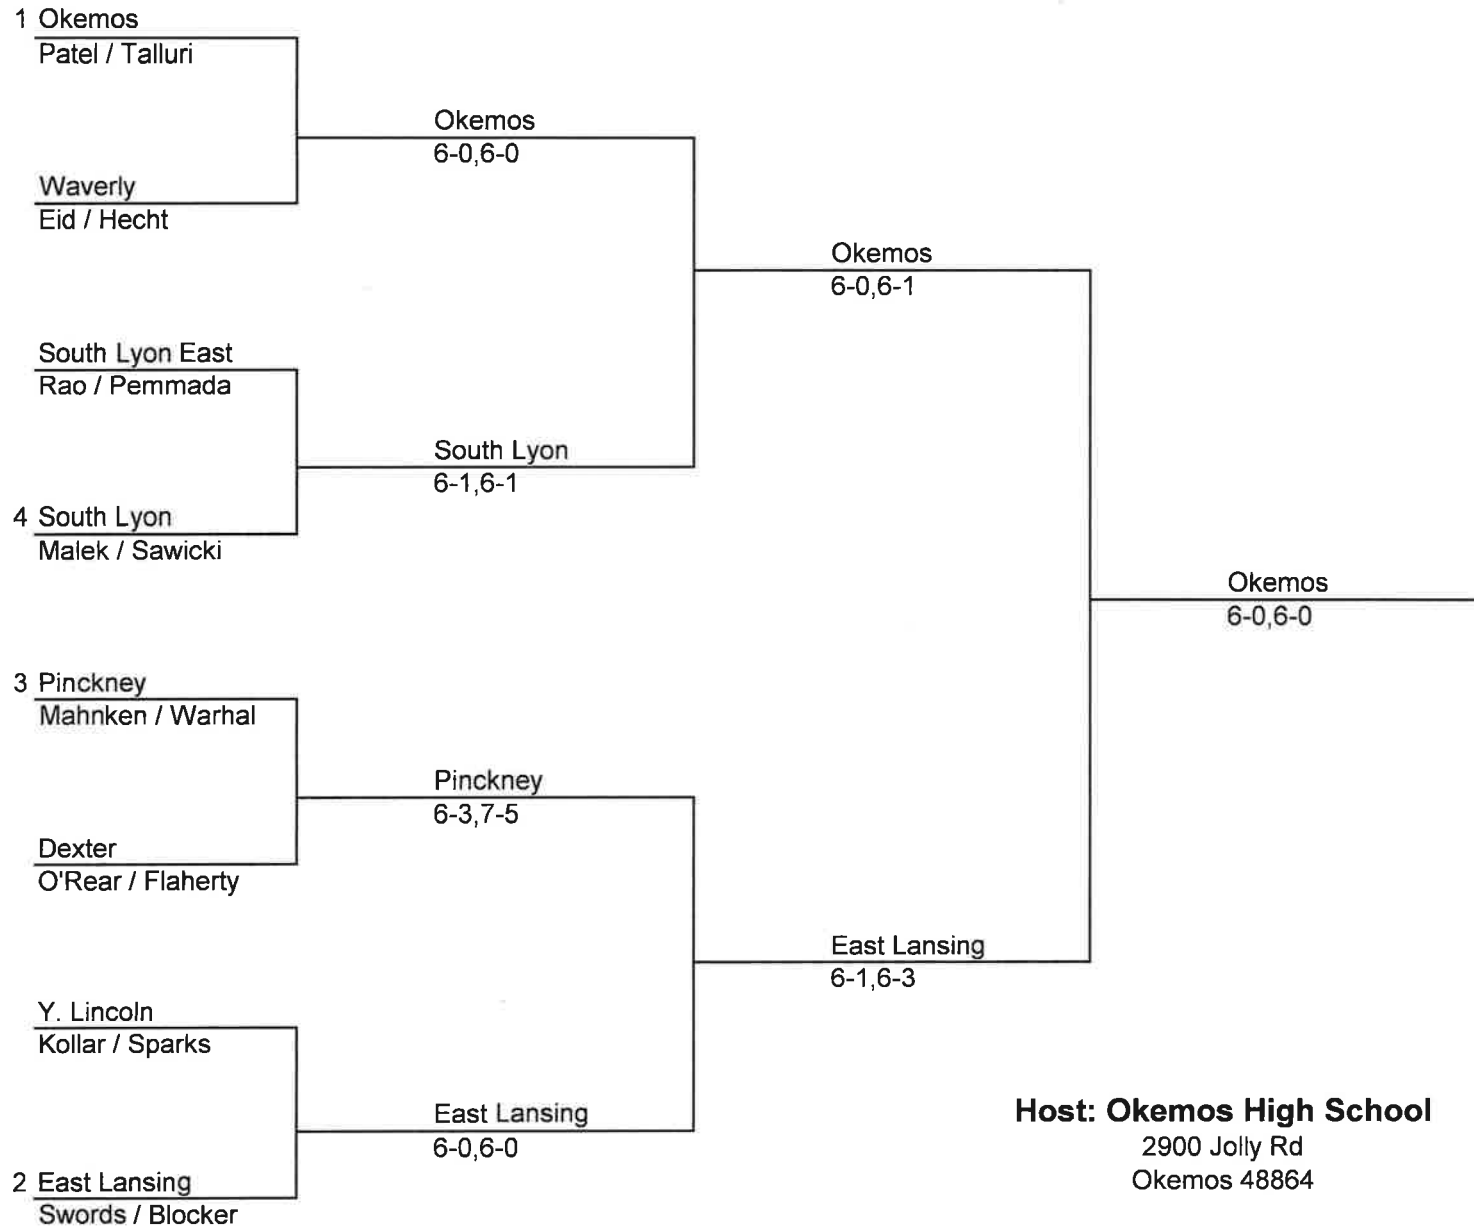 1 Okemos
Patel / Talluri
Okemos
6-0,6-0
Waverly
Eid / Hecht
Okemos
6-0,6-1
South Lyon East
Rao / Pemmada
South Lyon
6-1,6-1
4 South Lyon
Malek / Sawicki
Okemos
6-0,6-0
3 Pinckney
Mahnken / Warhal
Pinckney
6-3,7-5
Dexter
O'Rear / Flaherty
East Lansing
6-1,6-3
Y. Lincoln
Kollar / Sparks
East Lansing
6-0,6-0
2 East Lansing
Swords / Blocker
Host: Okemos High School
2900 Jolly Rd
Okemos 48864